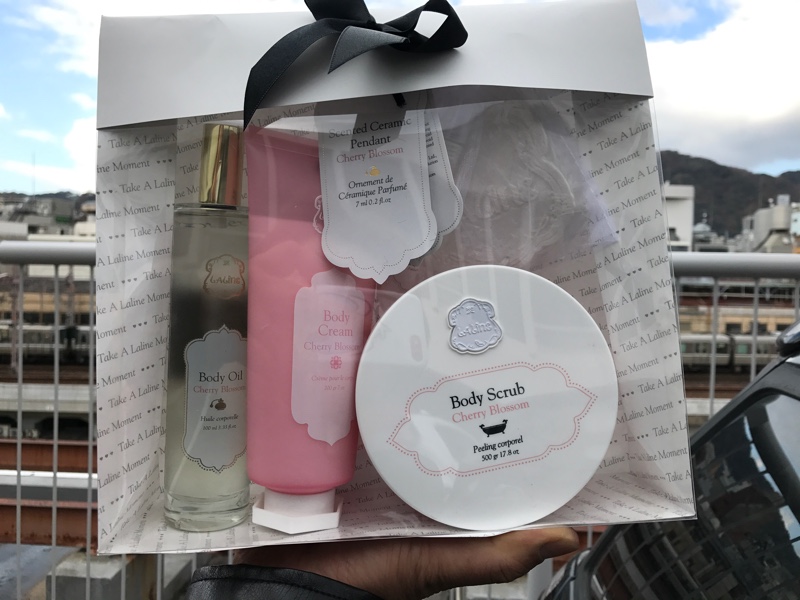 Take A Laline Moment
Scented Ceramic
Pendant
Cherry Blossom
Ornement de
Céramique Parfumé
7 ml 0.2 fl.oz
Laline
Body Oil
Cherry Blossom
Huile corporelle
Body
Cream
Cherry Blossom
Laline
Body Scrub
Cherry Blossom
Peeling corporel
500 gr 17.8 oz